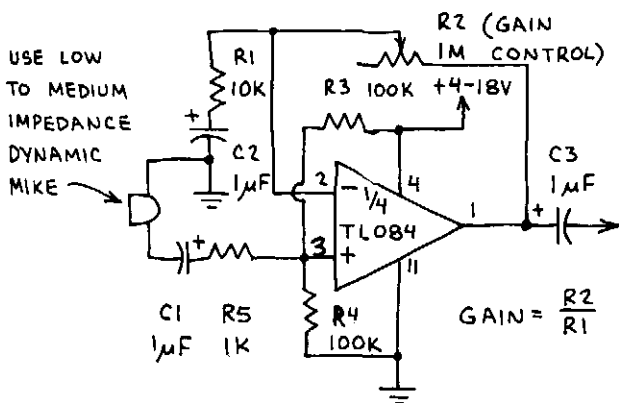 R2 (GAIN
1M CONTROL)
USE LOW
TO MEDIUM
IMPEDANCE
DYNAMIC
MIKE
R1
10K
R3 100K +4-18V
+
C2
1µF
C3
1µF
2 - 1/4 4
TL084 1 +
+ 3 + 11
C1 R5 R4
1µF 1K 100K
GAIN = R2/R1